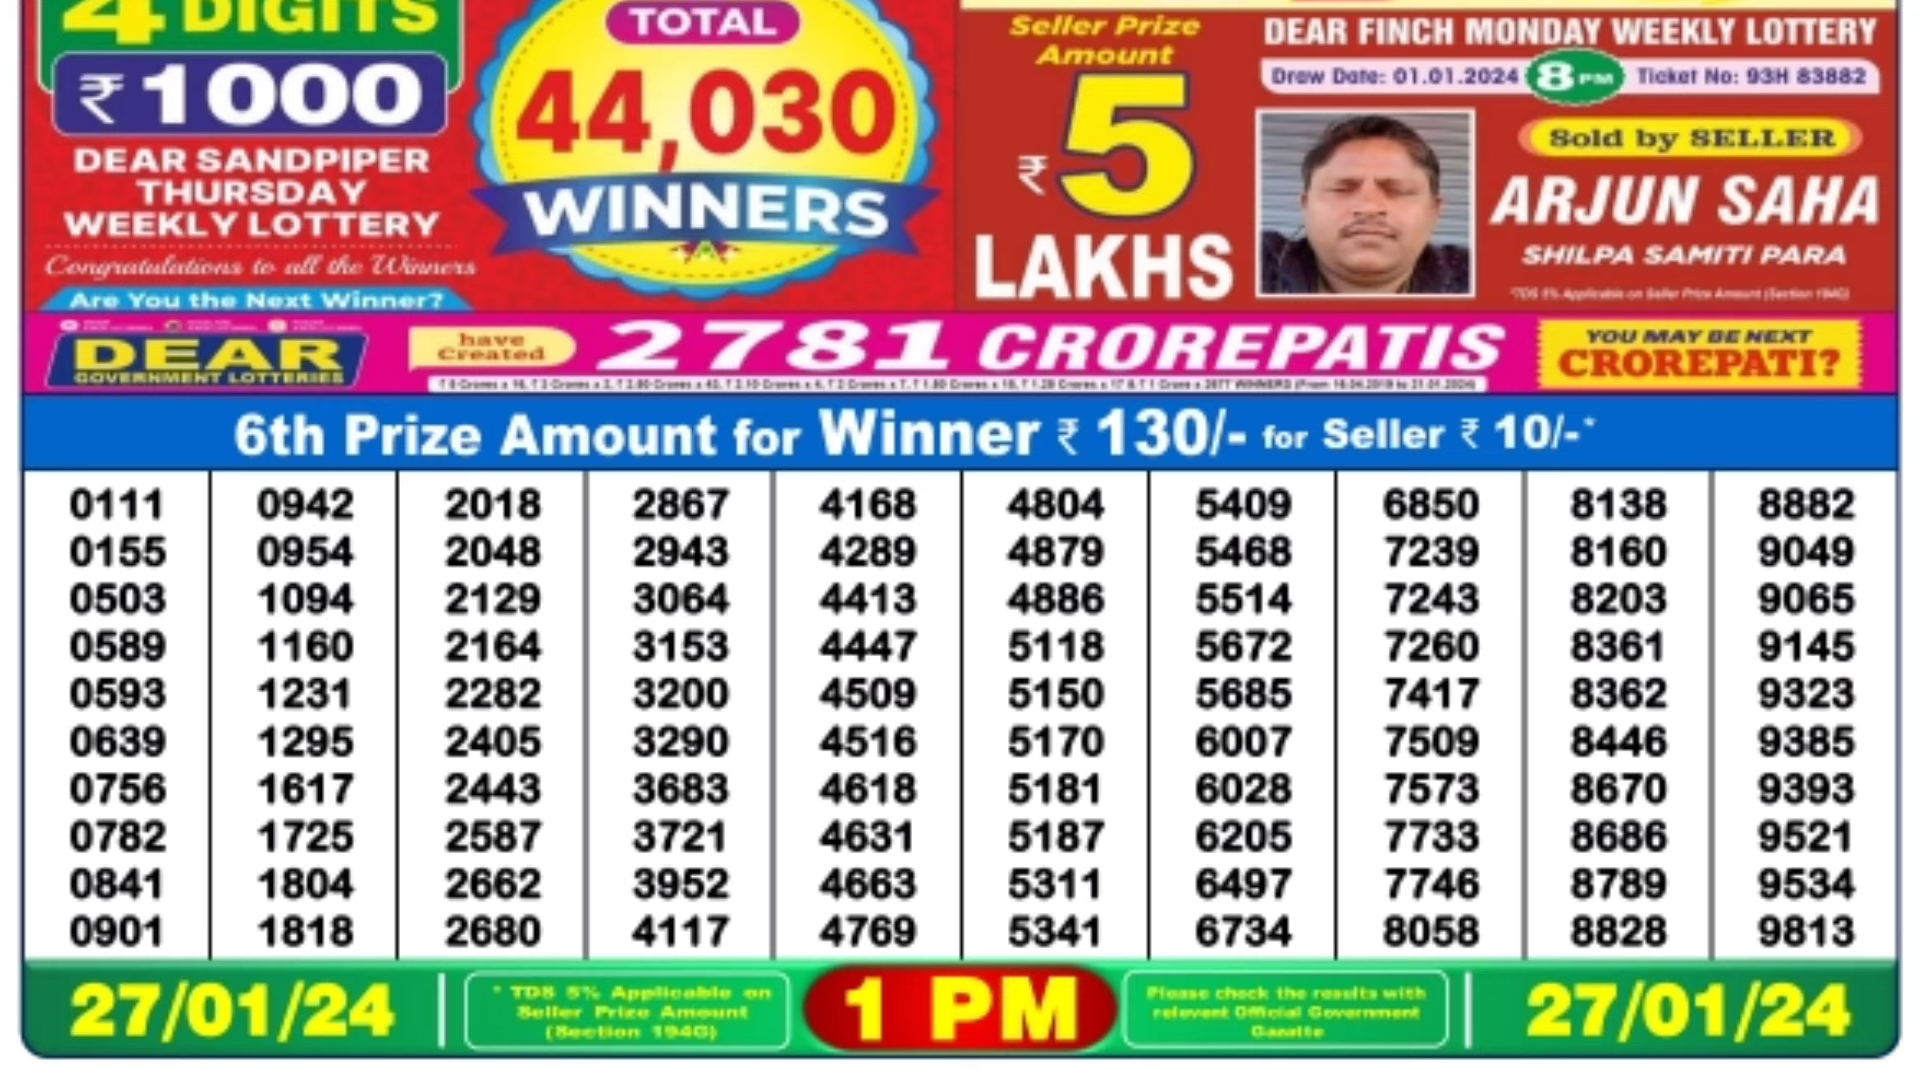 4 DIGITS
₹1000
DEAR SANDPIPER
THURSDAY
WEEKLY LOTTERY
Congratulations to all the Winners
Are You the Next Winner?
TOTAL
44,030
WINNERS
Seller Prize
Amount
₹5
LAKHS
DEAR FINCH MONDAY WEEKLY LOTTERY
Draw Date: 01.01.2024 8PM Ticket No: 93H 83882
Sold by SELLER
ARJUN SAHA
SHILPA SAMITI PARA
*TDS 5% Applicable on Seller Prize Amount (Section 194G)
DEAR
GOVERNMENT LOTTERIES
have
Created
2781 CROREPATIS
YOU MAY BE NEXT
CROREPATI?
6th Prize Amount for Winner ₹ 130/- for Seller ₹ 10/-*
0111 0942 2018 2867 4168 4804 5409 6850 8138 8882
0155 0954 2048 2943 4289 4879 5468 7239 8160 9049
0503 1094 2129 3064 4413 4886 5514 7243 8203 9065
0589 1160 2164 3153 4447 5118 5672 7260 8361 9145
0593 1231 2282 3200 4509 5150 5685 7417 8362 9323
0639 1295 2405 3290 4516 5170 6007 7509 8446 9385
0756 1617 2443 3683 4618 5181 6028 7573 8670 9393
0782 1725 2587 3721 4631 5187 6205 7733 8686 9521
0841 1804 2662 3952 4663 5311 6497 7746 8789 9534
0901 1818 2680 4117 4769 5341 6734 8058 8828 9813
27/01/24
* TDS 5% Applicable on
Seller Prize Amount
(Section 194G)
1 PM
Please check the results with
relevent Official Government
Gazatte
27/01/24